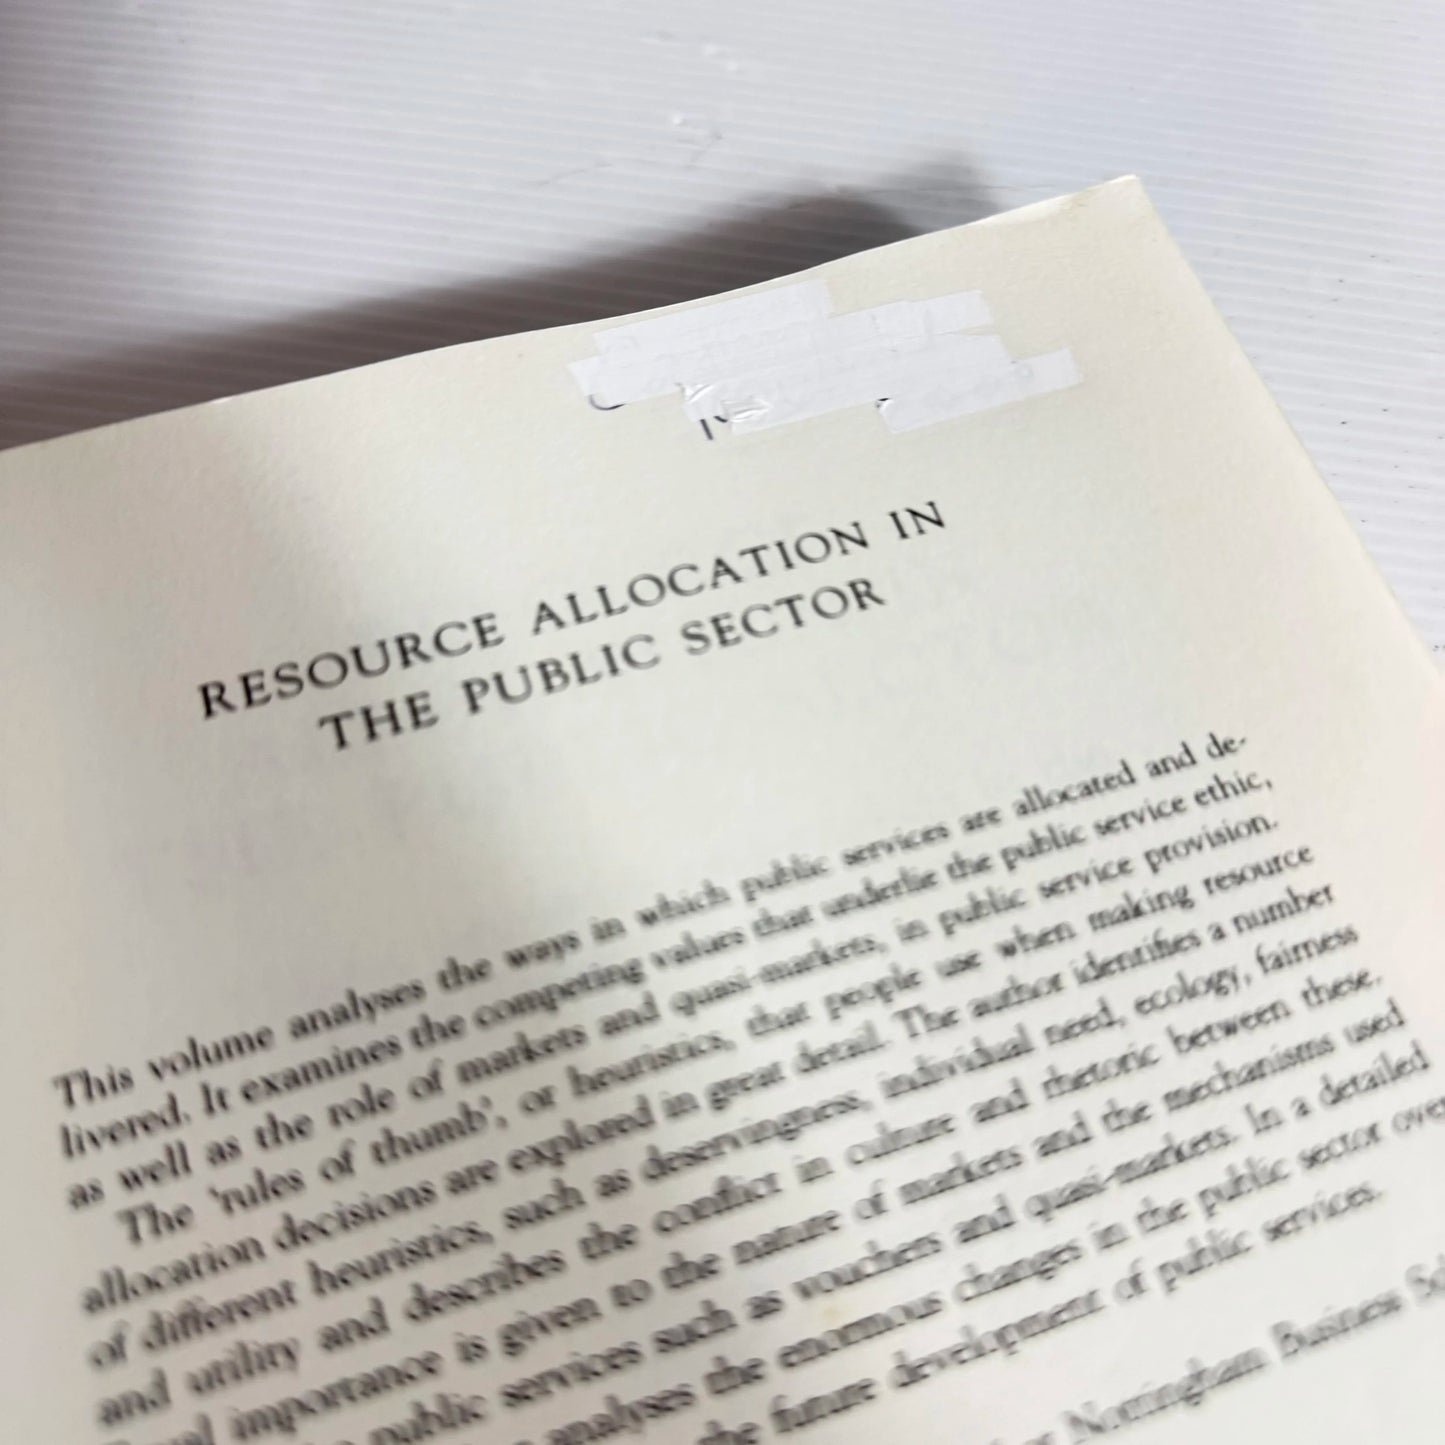 RESOURCE ALLOCATION IN
THE PUBLIC SECTOR
This volume analyses the ways in which public services are allocated and de-
livered. It examines the competing values that underlie the public service ethic,
as well as the role of markets and quasi-markets, in public service provision.
The 'rules of thumb', or heuristics, that people use when making resource
allocation decisions are explored in great detail. The author identifies a number
of different heuristics, such as deservingness, individual need, ecology, fairness
and utility and describes the conflict in culture and rhetoric between these.
importance is given to the nature of markets and the mechanisms used
public services such as vouchers and quasi-markets. In a detailed
analyses the enormous changes in the public sector over
the future development of public services.
Nottingham Business